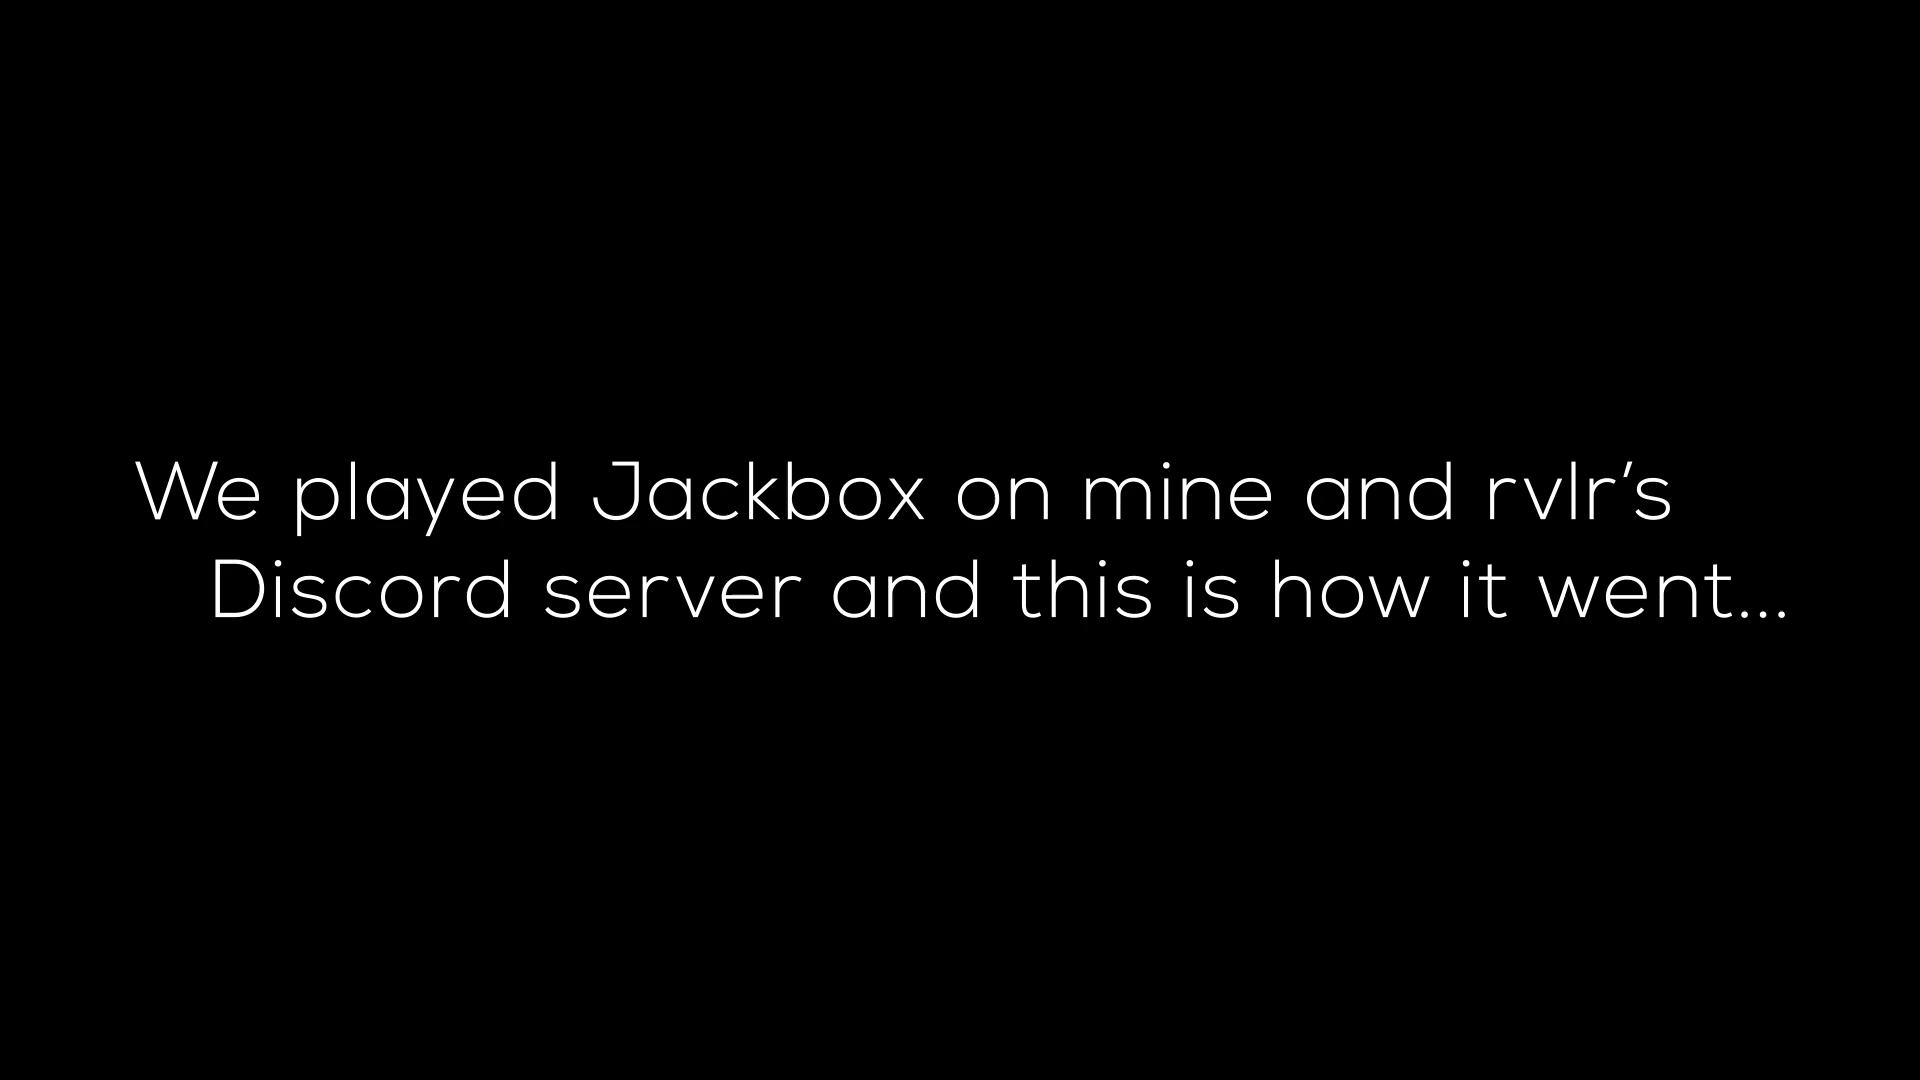 We played Jackbox on mine and rvlr’s
Discord server and this is how it went...